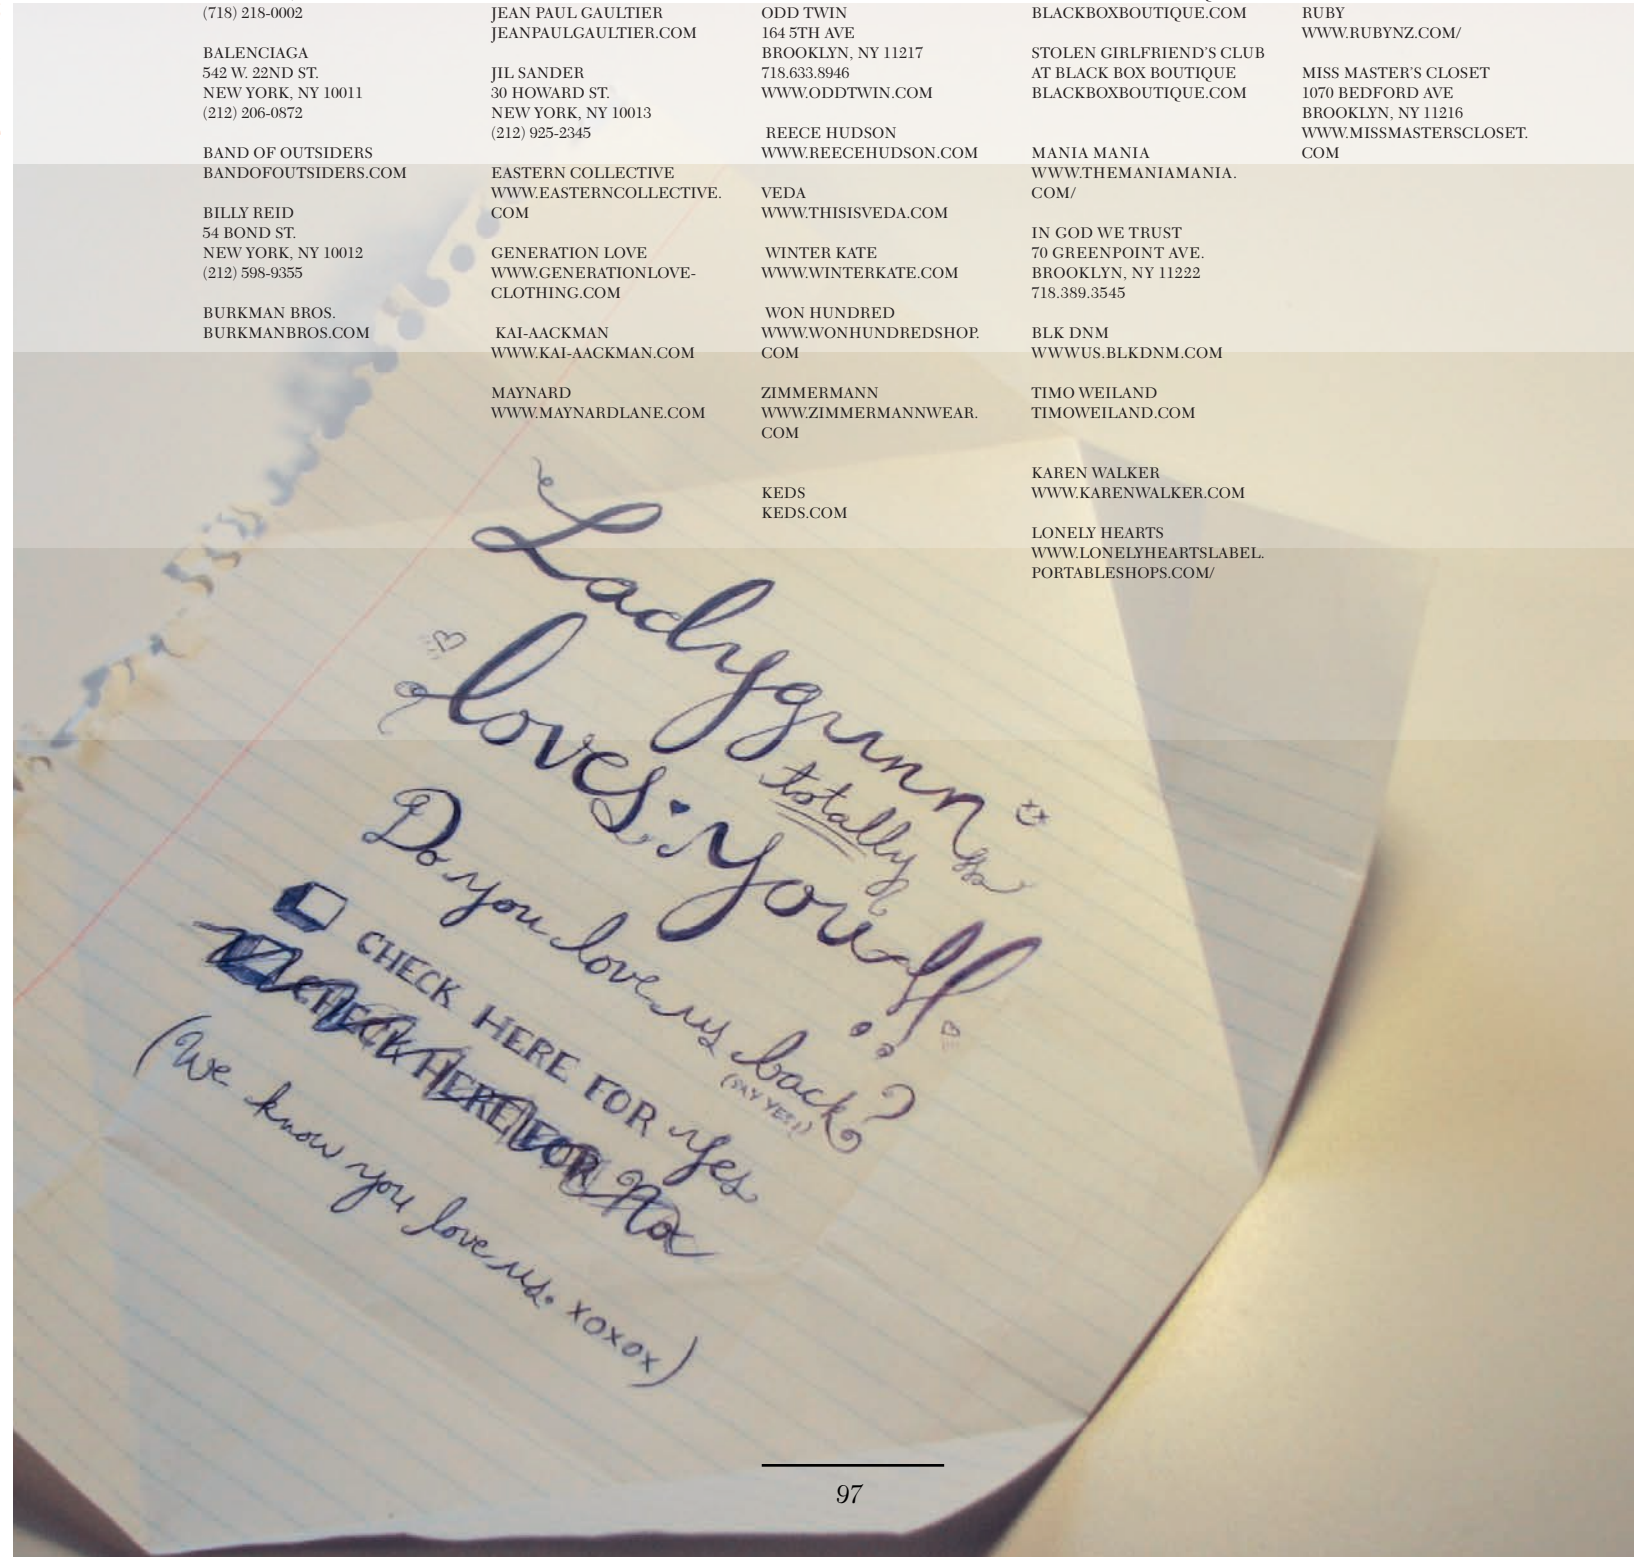 (718) 218-0002
BALENCIAGA
542 W. 22ND ST.
NEW YORK, NY 10011
(212) 206-0872
BAND OF OUTSIDERS
BANDOFOUTSIDERS.COM
BILLY REID
54 BOND ST.
NEW YORK, NY 10012
(212) 598-9355
BURKMAN BROS.
BURKMANBROS.COM
JEAN PAUL GAULTIER
JEANPAULGAULTIER.COM
JIL SANDER
30 HOWARD ST.
NEW YORK, NY 10013
(212) 925-2345
EASTERN COLLECTIVE
WWW.EASTERNCOLLECTIVE.
COM
GENERATION LOVE
WWW.GENERATIONLOVE-
CLOTHING.COM
KAI-AACKMAN
WWW.KAI-AACKMAN.COM
MAYNARD
WWW.MAYNARDLANE.COM
ODD TWIN
164 5TH AVE
BROOKLYN, NY 11217
718.633.8946
WWW.ODDTWIN.COM
REECE HUDSON
WWW.REECEHUDSON.COM
VEDA
WWW.THISISVEDA.COM
WINTER KATE
WWW.WINTERKATE.COM
WON HUNDRED
WWW.WONHUNDREDSHOP.
COM
ZIMMERMANN
WWW.ZIMMERMANNWEAR.
COM
KEDS
KEDS.COM
BLACKBOXBOUTIQUE.COM
STOLEN GIRLFRIEND'S CLUB
AT BLACK BOX BOUTIQUE
BLACKBOXBOUTIQUE.COM
MANIA MANIA
WWW.THEMANIAMANIA.
COM/
IN GOD WE TRUST
70 GREENPOINT AVE.
BROOKLYN, NY 11222
718.389.3545
BLK DNM
WWWUS.BLKDNM.COM
TIMO WEILAND
TIMOWEILAND.COM
KAREN WALKER
WWW.KARENWALKER.COM
LONELY HEARTS
WWW.LONELYHEARTSLABEL.
PORTABLESHOPS.COM/
RUBY
WWW.RUBYNZ.COM/
MISS MASTER'S CLOSET
1070 BEDFORD AVE
BROOKLYN, NY 11216
WWW.MISSMASTERSCLOSET.
COM
Ladygunn
totally
loves you!!
Do you love us back?
(SAY YES!)
CHECK HERE FOR yes
CHECK HERE FOR No
(We know you love us. xoxox)
97